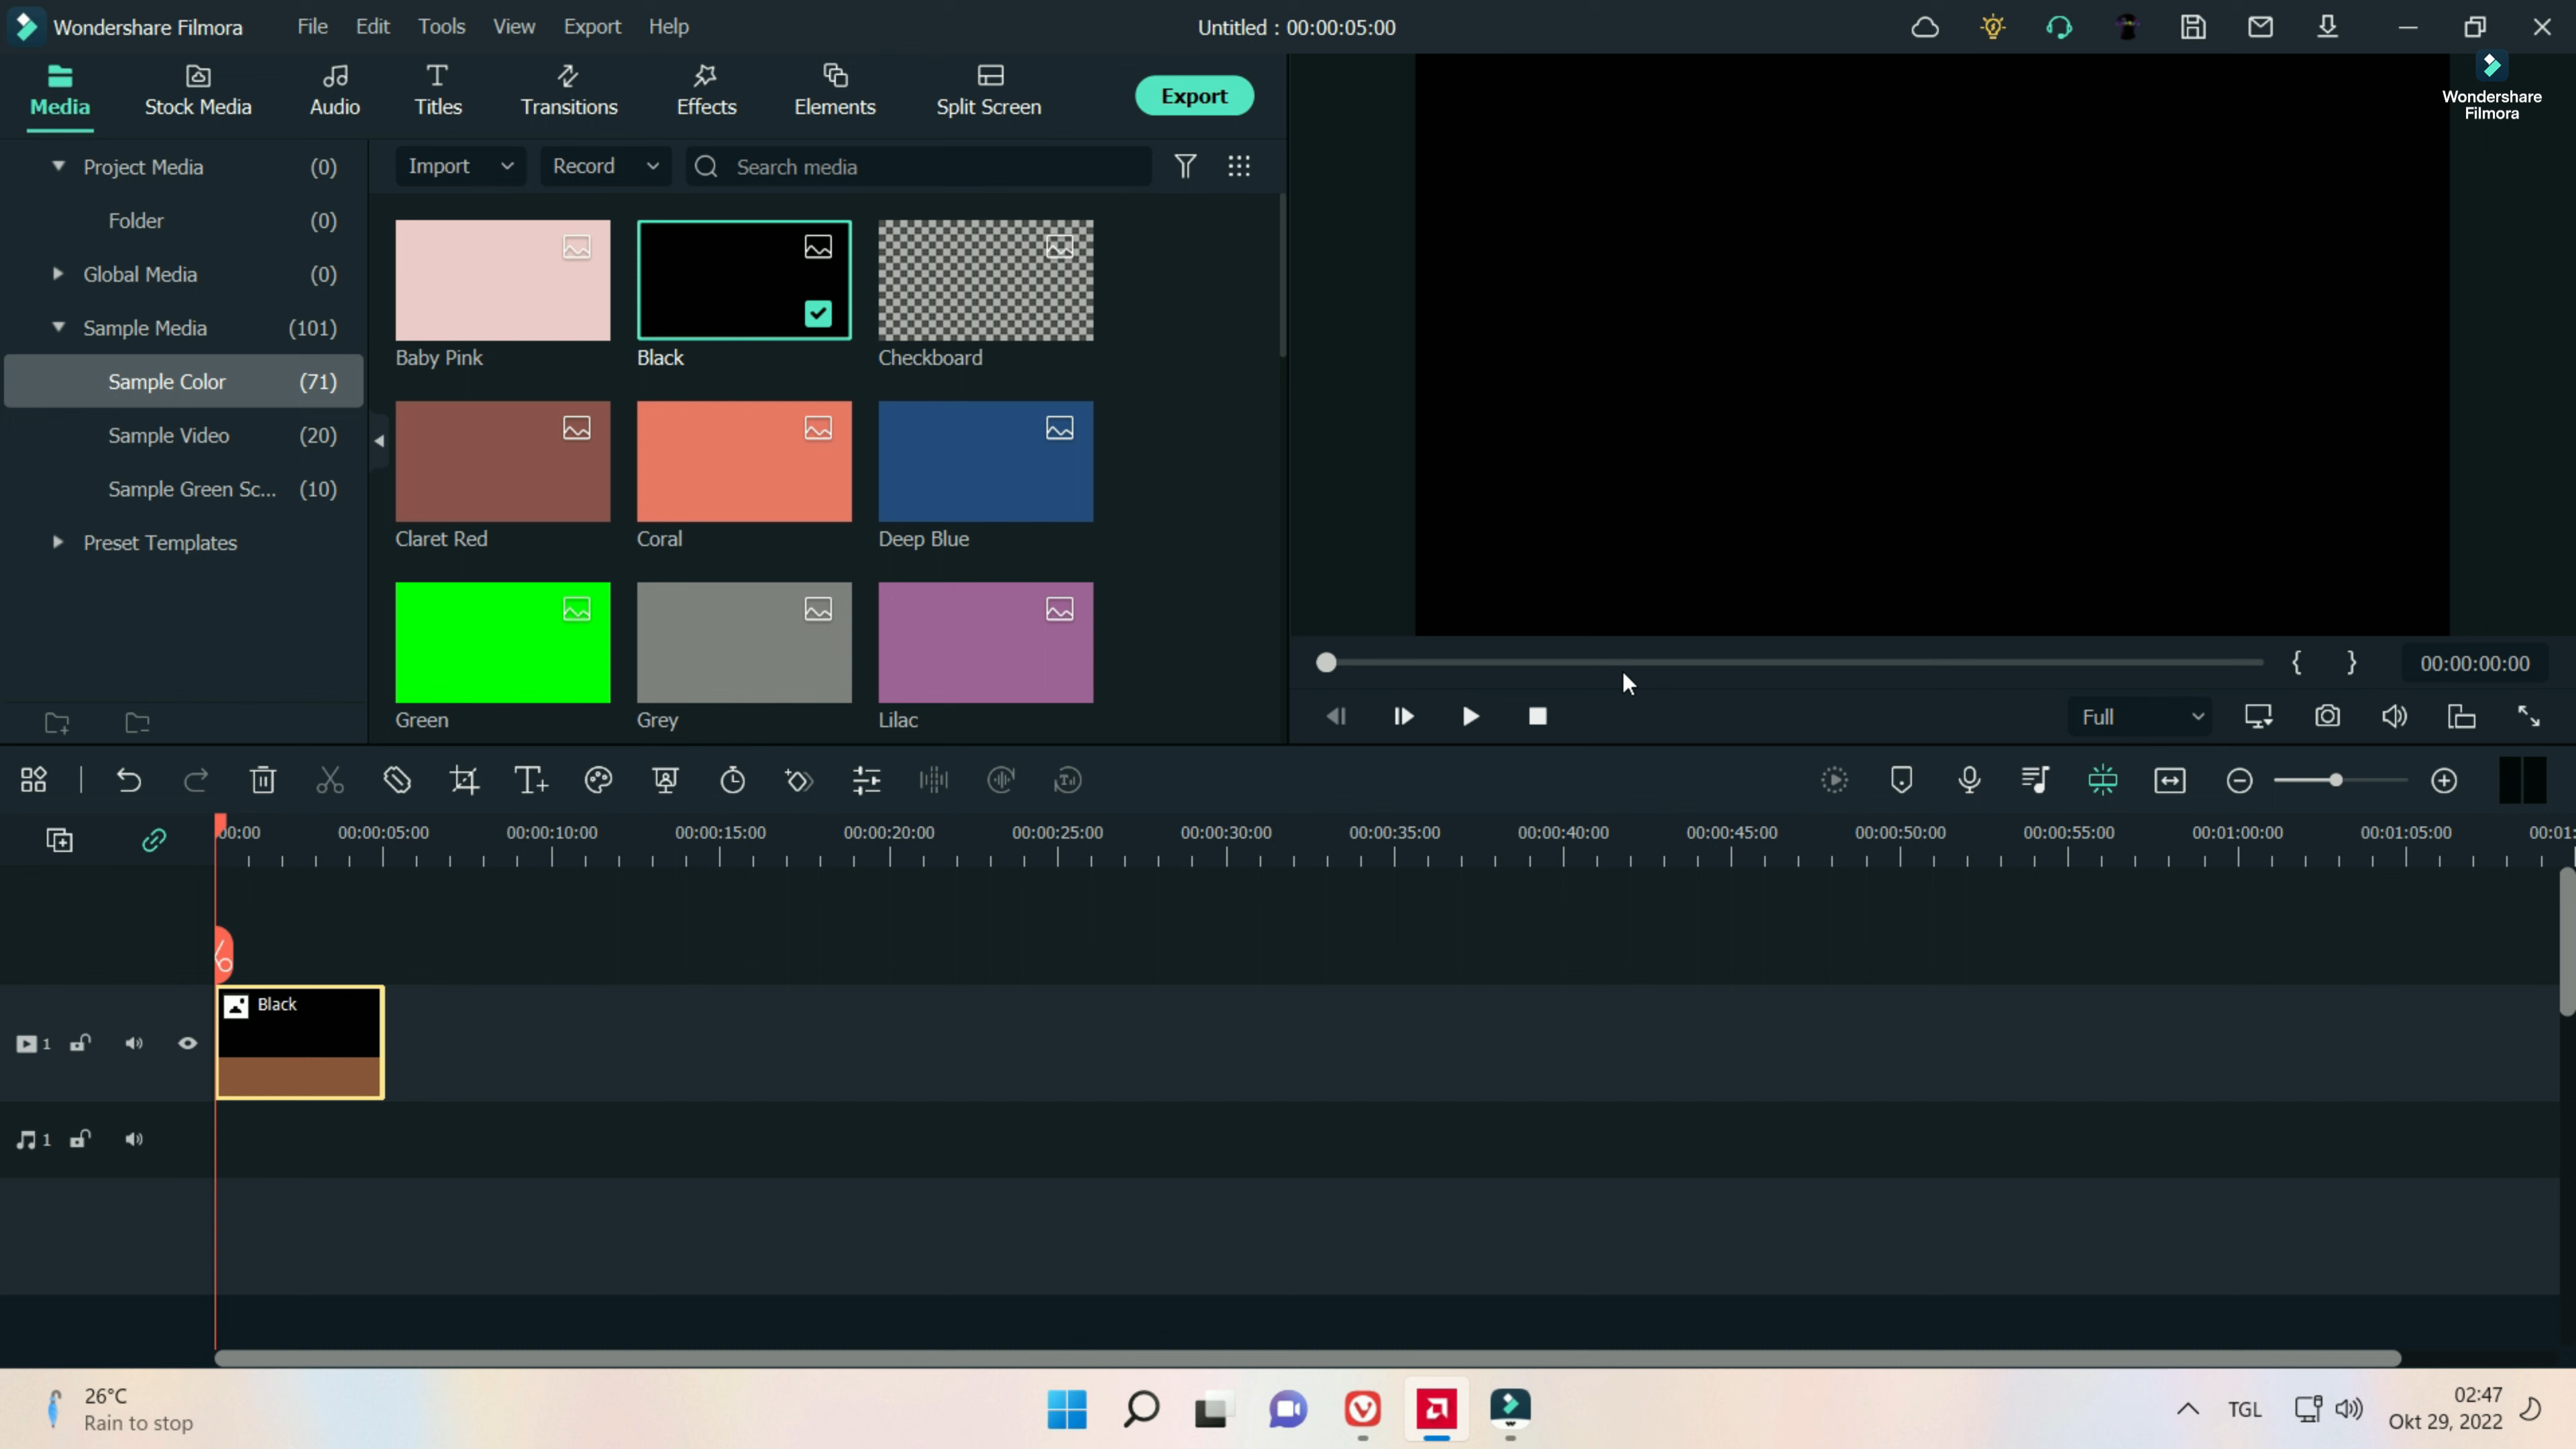 Wondershare Filmora
File Edit Tools View Export Help
Untitled : 00:00:05:00
Wondershare
Filmora
Media
Stock Media
Audio
Titles
Transitions
Effects
Elements
Split Screen
Export
Project Media (0)
Folder (0)
Global Media (0)
Sample Media (101)
Sample Color (71)
Sample Video (20)
Sample Green Sc... (10)
Preset Templates
Import
Record
Search media
Baby Pink
Black
Checkboard
Claret Red
Coral
Deep Blue
Green
Grey
Lilac
{ } 00:00:00:00
Full
00:00 00:00:05:00 00:00:10:00 00:00:15:00 00:00:20:00 00:00:25:00 00:00:30:00 00:00:35:00 00:00:40:00 00:00:45:00 00:00:50:00 00:00:55:00 00:01:00:00 00:01:05:00 00:01:
Black
1
1
26°C
Rain to stop
TGL
02:47
Okt 29, 2022